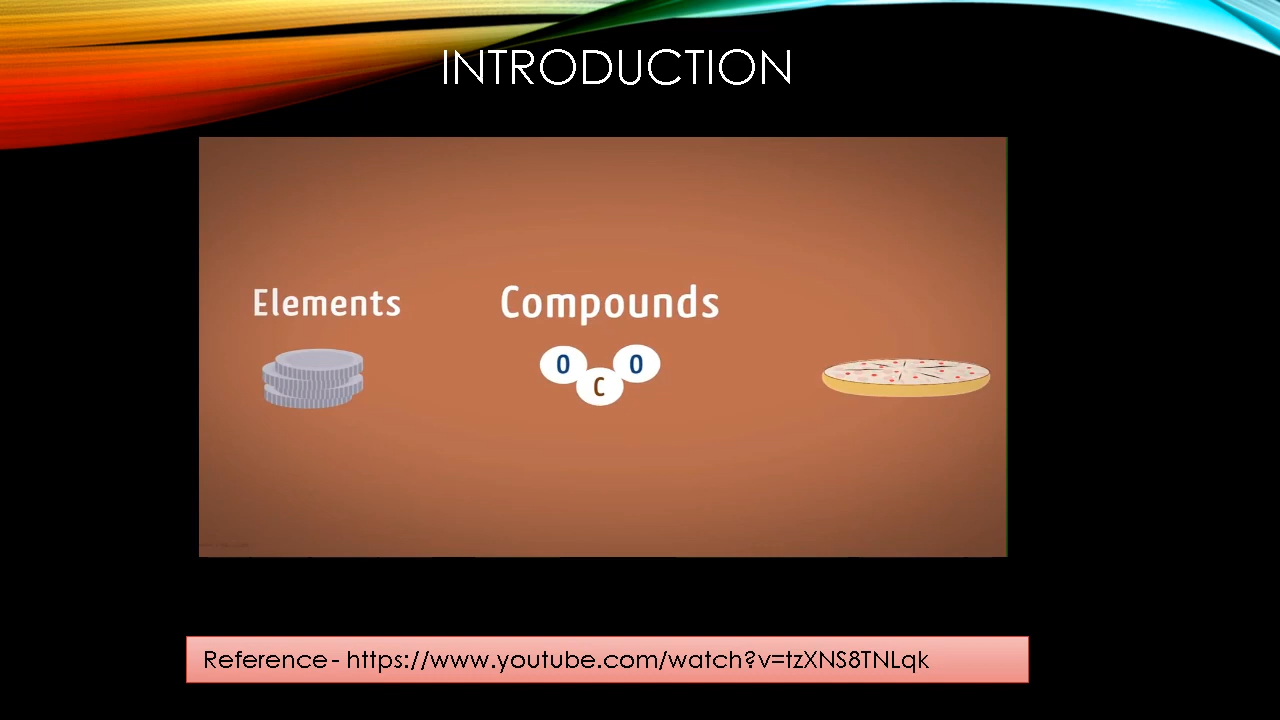 INTRODUCTION
Elements
Compounds
O O
C
Reference - https://www.youtube.com/watch?v=tzXNS8TNLqk